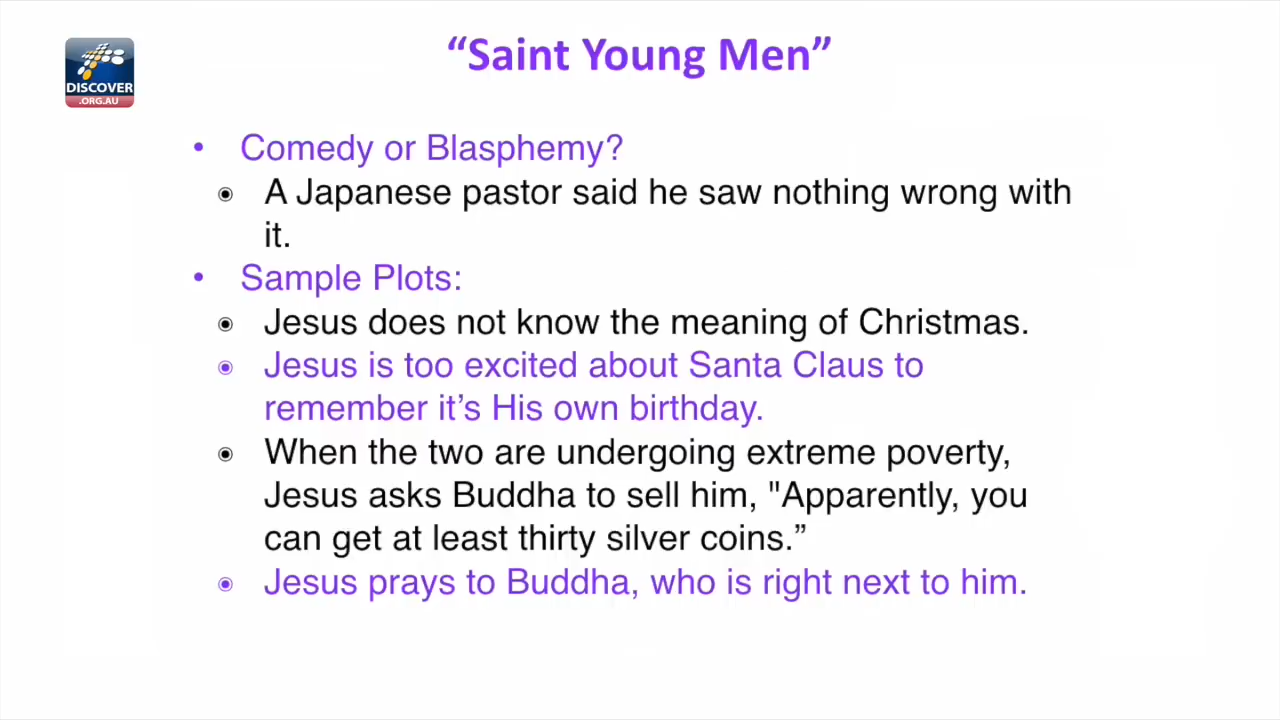 “Saint Young Men”
DISCOVER
.ORG.AU
• Comedy or Blasphemy?
◉ A Japanese pastor said he saw nothing wrong with
it.
• Sample Plots:
◉ Jesus does not know the meaning of Christmas.
◉ Jesus is too excited about Santa Claus to
remember it’s His own birthday.
◉ When the two are undergoing extreme poverty,
Jesus asks Buddha to sell him, "Apparently, you
can get at least thirty silver coins.”
◉ Jesus prays to Buddha, who is right next to him.